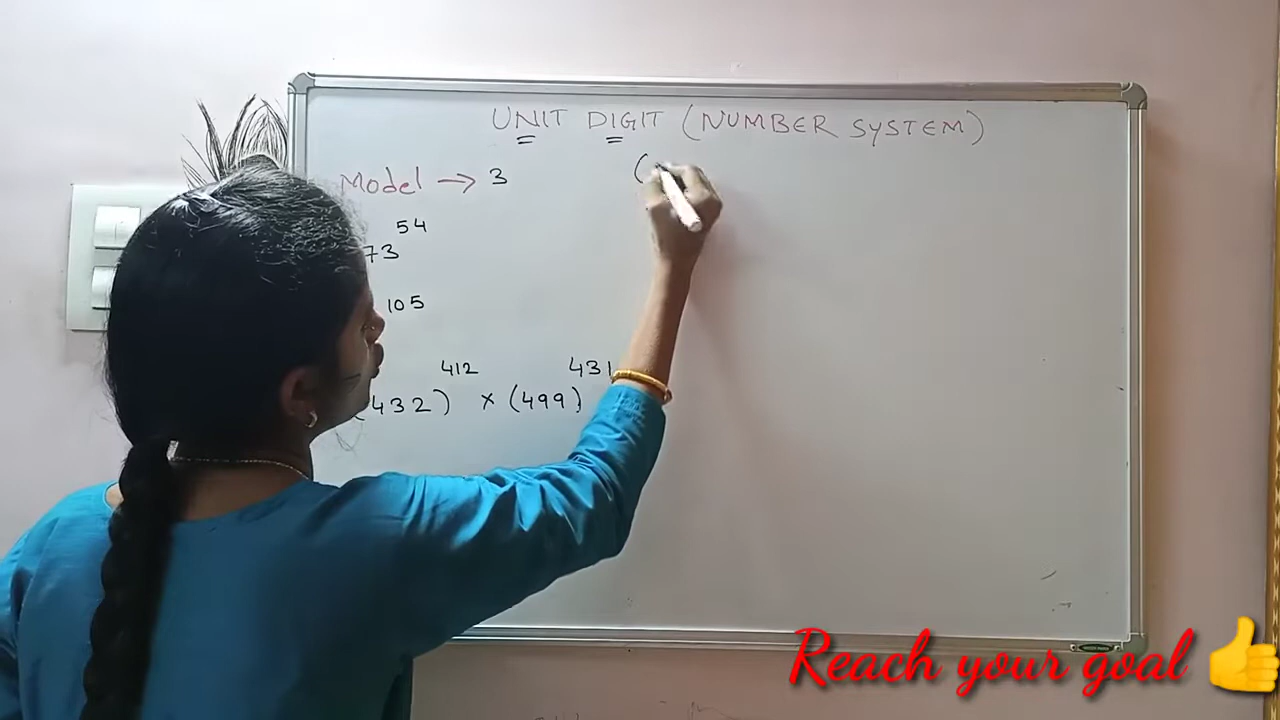 UNIT DIGIT (NUMBER SYSTEM)
Model → 3
(
54
73
105
412 431
(432) × (499)
Reach your goal 👍